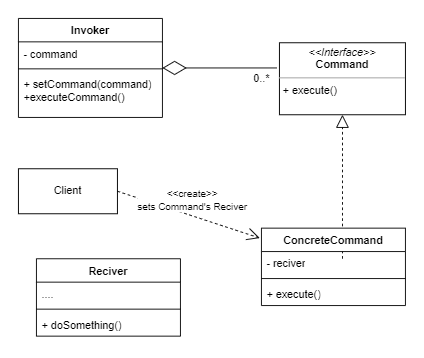 Invoker
- command
+ setCommand(command)
+executeCommand()
0..*
<<Interface>>
Command
+ execute()
Client
<<create>>
sets Command's Reciver
ConcreteCommand
- reciver
+ execute()
Reciver
....
+ doSomething()